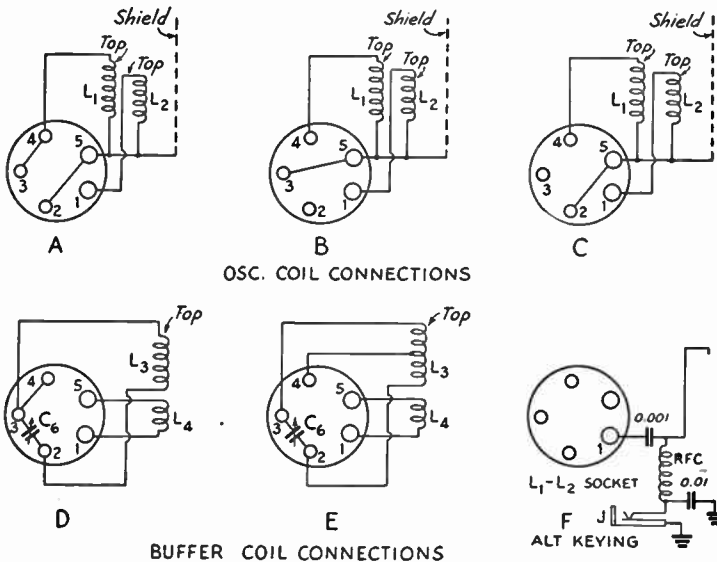 Shield
Top
Top
L1
L2
4
5
3
2
1
A
Shield
Top
Top
L1
L2
4
5
3
2
1
B
Shield
Top
Top
L1
L2
4
5
3
2
1
C
OSC. COIL CONNECTIONS
Top
L3
4
5
3
C6
L4
2
1
D
Top
L3
4
5
3
C6
L4
2
1
E
0.001
1
RFC
L1-L2 SOCKET
0.01
J
F
ALT KEYING
BUFFER COIL CONNECTIONS